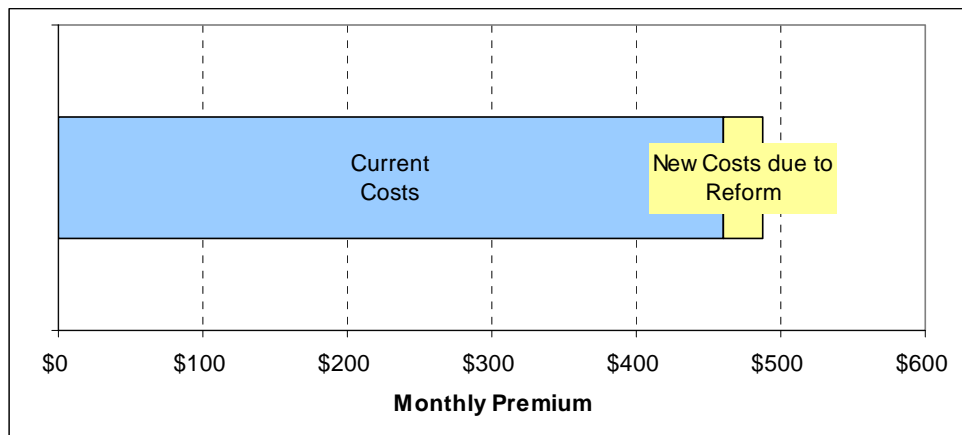 Current
Costs
New Costs due to
Reform
$0
$100
$200
$300
$400
$500
$600
Monthly Premium